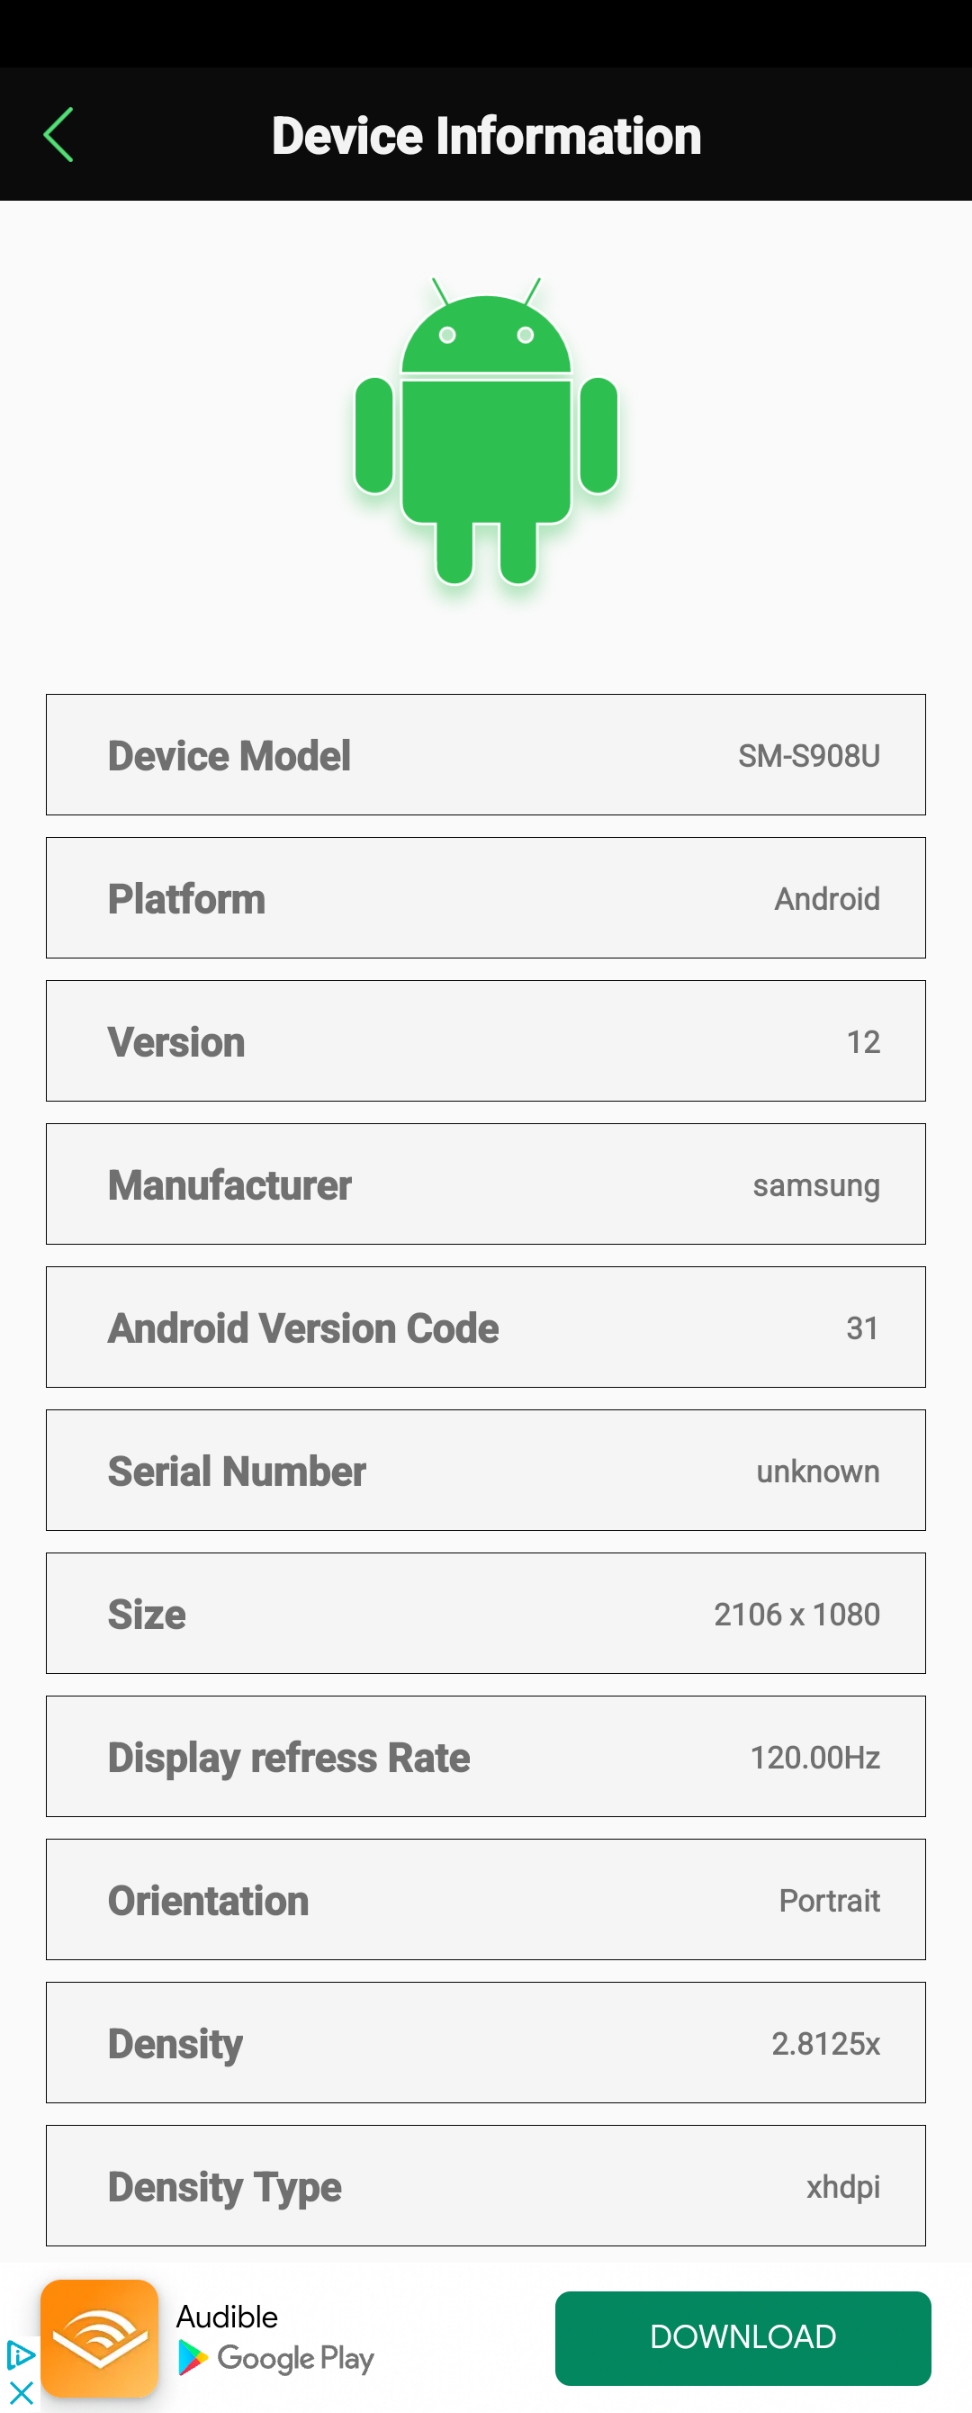 Device Information
Device Model SM-S908U
Platform Android
Version 12
Manufacturer samsung
Android Version Code 31
Serial Number unknown
Size 2106 x 1080
Display refress Rate 120.00Hz
Orientation Portrait
Density 2.8125x
Density Type xhdpi
Audible
Google Play
DOWNLOAD